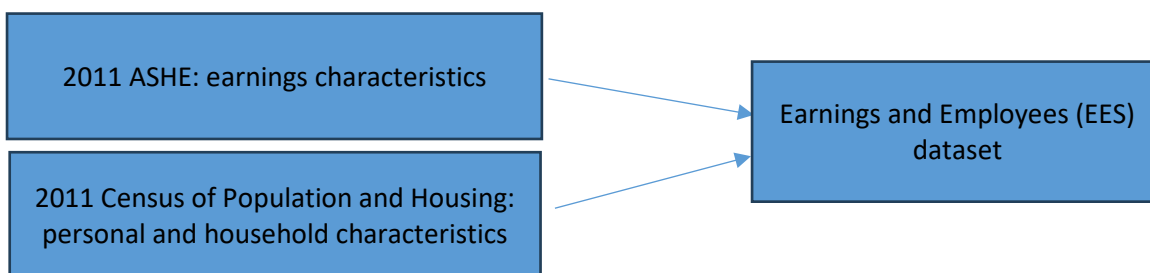 2011 ASHE: earnings characteristics
2011 Census of Population and Housing:
personal and household characteristics
Earnings and Employees (EES)
dataset